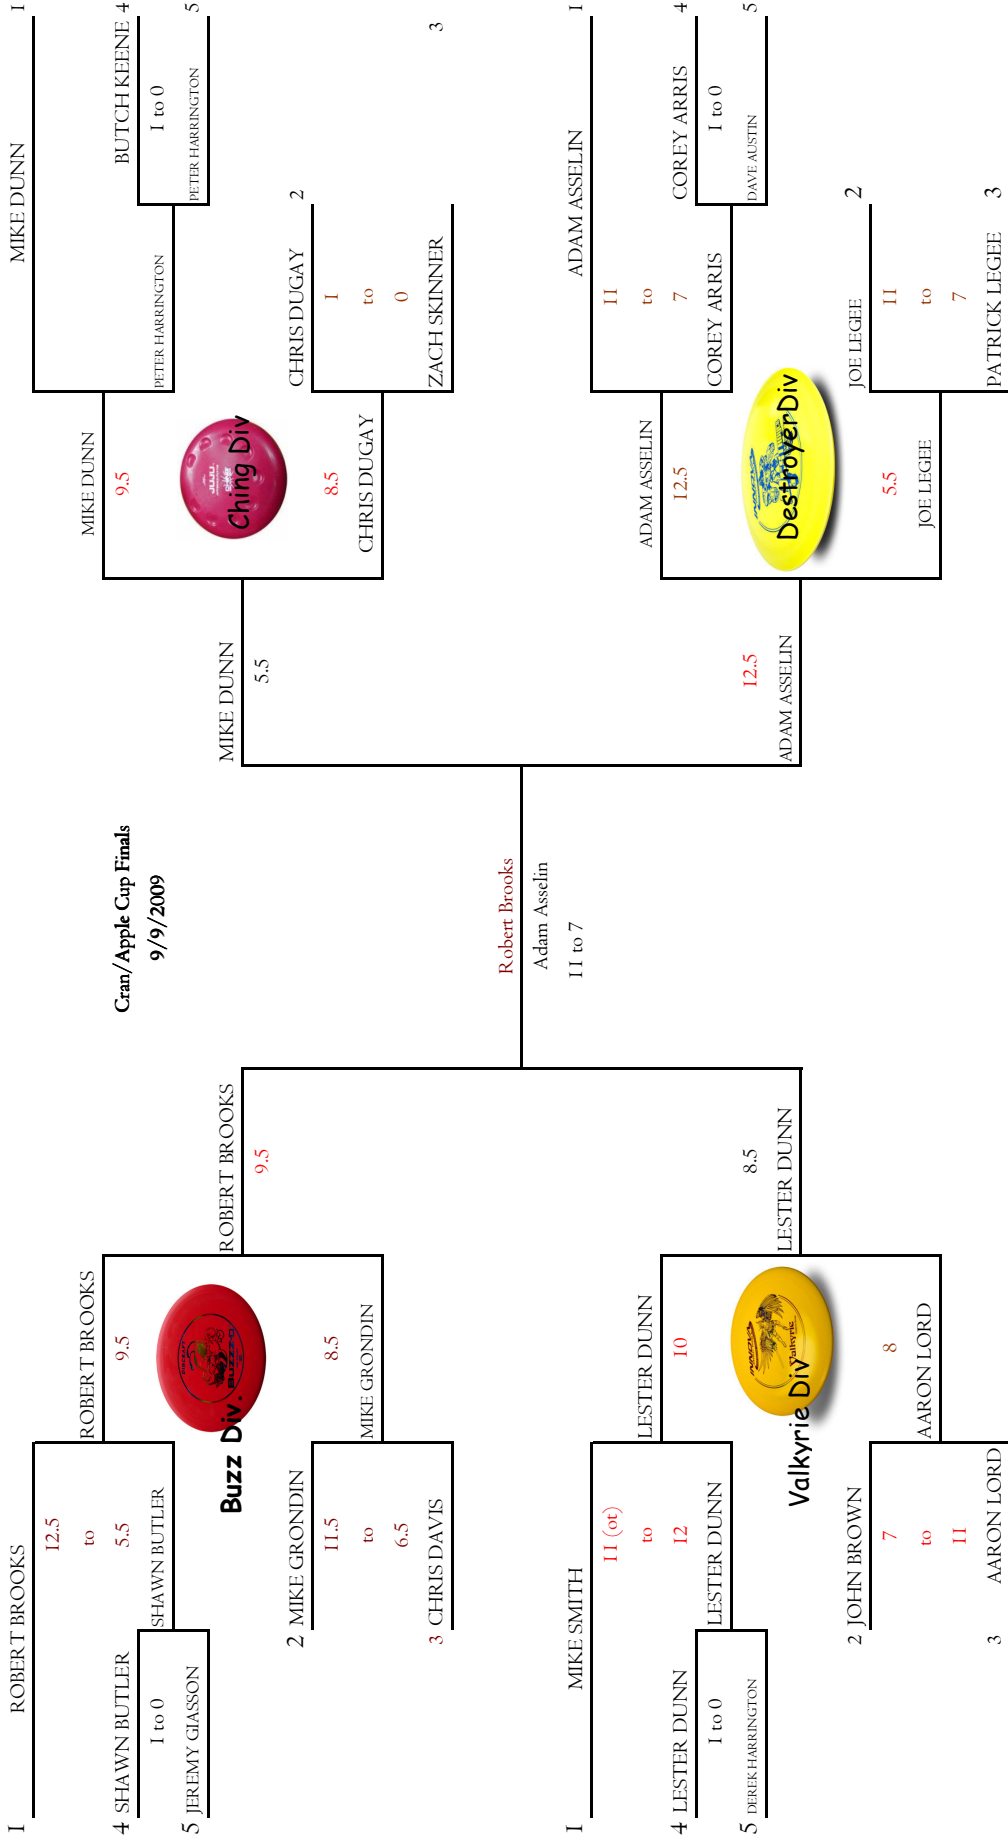 Cran/Apple Cup Finals
9/9/2009
1
ROBERT BROOKS
12.5
to
5.5
4 SHAWN BUTLER
1 to 0
5 JEREMY GIASSON
SHAWN BUTLER
ROBERT BROOKS
9.5
Buzz Div.
2 MIKE GRONDIN
11.5
to
6.5
3 CHRIS DAVIS
MIKE GRONDIN
8.5
ROBERT BROOKS
9.5
1
MIKE SMITH
11 (ot)
to
12
4 LESTER DUNN
1 to 0
5 DEREK HARRINGTON
LESTER DUNN
LESTER DUNN
10
INNOVA
Valkyrie
Valkyrie Div
2 JOHN BROWN
7
to
11
3
AARON LORD
AARON LORD
8
LESTER DUNN
8.5
Robert Brooks
Adam Asselin
11 to 7
MIKE DUNN
5.5
MIKE DUNN
9.5
MIKE DUNN
1
BUTCH KEENE 4
1 to 0
PETER HARRINGTON
5
PETER HARRINGTON
JUJU
Ching Div
CHRIS DUGAY
2
1
to
0
ZACH SKINNER
3
CHRIS DUGAY
8.5
ADAM ASSELIN
12.5
ADAM ASSELIN
12.5
ADAM ASSELIN
1
11
to
7
COREY ARRIS
4
1 to 0
DAVE AUSTIN
5
COREY ARRIS
INNOVA
DestroyerDiv
JOE LEGEE
2
11
to
7
PATRICK LEGEE
3
JOE LEGEE
5.5